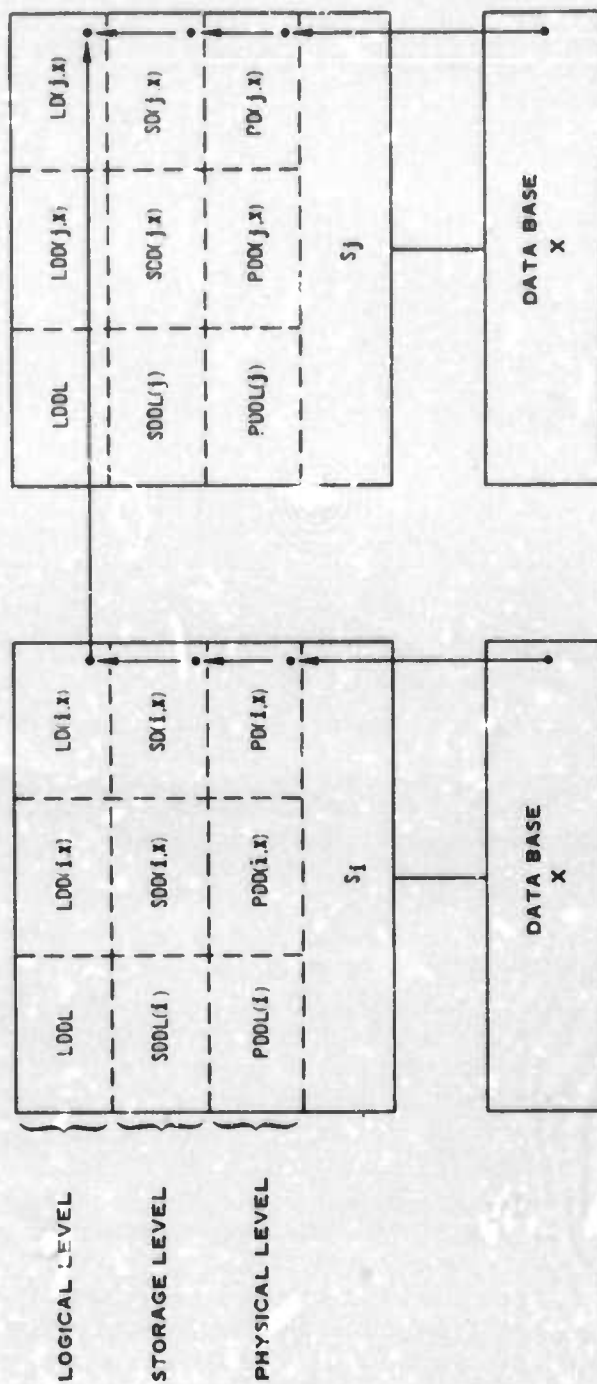 LOGICAL LEVEL
LDDL
LDD(i,X)
LD(i,X)
LDDL
LDD(j,X)
LD(j,X)
STORAGE LEVEL
SDDL(i)
SDD(i,X)
SD(i,X)
SDDL(j)
SDD(j,X)
SD(j,X)
PHYSICAL LEVEL
PDDL(i)
PDD(i,X)
PD(i,X)
PDDL(j)
PDD(j,X)
PD(j,X)
Si
Sj
DATA BASE
X
DATA BASE
X